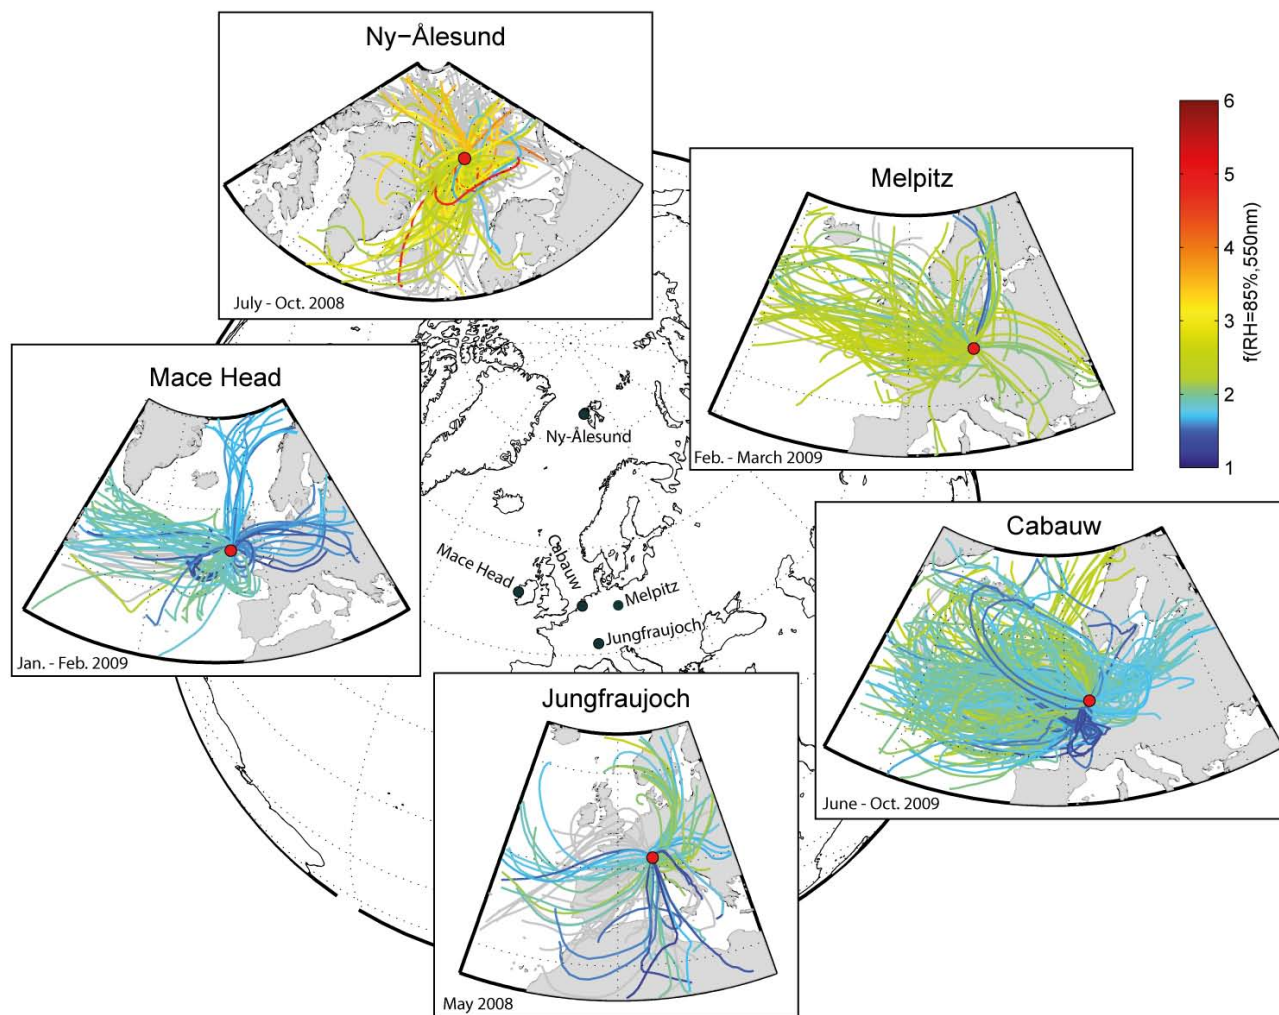 Ny−Ålesund
July - Oct. 2008
Melpitz
Feb. - March 2009
6
5
4
3
2
1
f(RH=85%,550nm)
Mace Head
Jan. - Feb. 2009
Ny-Ålesund
Mace Head
Cabauw
Melpitz
Jungfraujoch
Cabauw
June - Oct. 2009
Jungfraujoch
May 2008